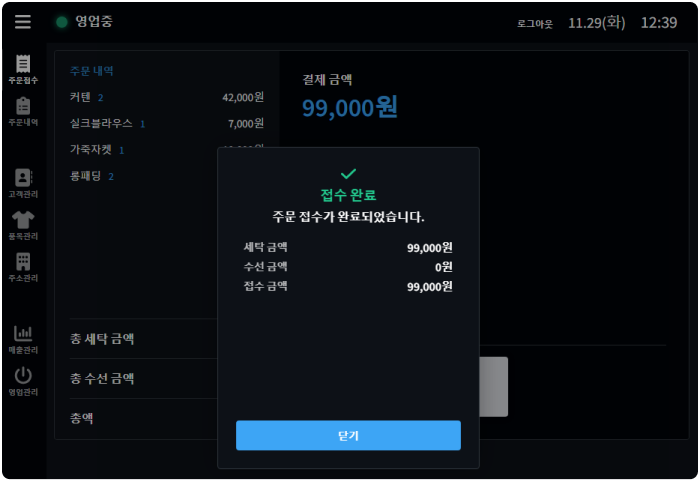 영업중
로그아웃 11.29(화) 12:39
주문접수
주문내역
고객관리
품목관리
주소관리
매출관리
영업관리
주문 내역
커텐 2 42,000원
실크블라우스 1 7,000원
가죽자켓 1
롱패딩 2
총 세탁 금액
총 수선 금액
총액
결제 금액
99,000원
접수 완료
주문 접수가 완료되었습니다.
세탁 금액 99,000원
수선 금액 0원
접수 금액 99,000원
닫기